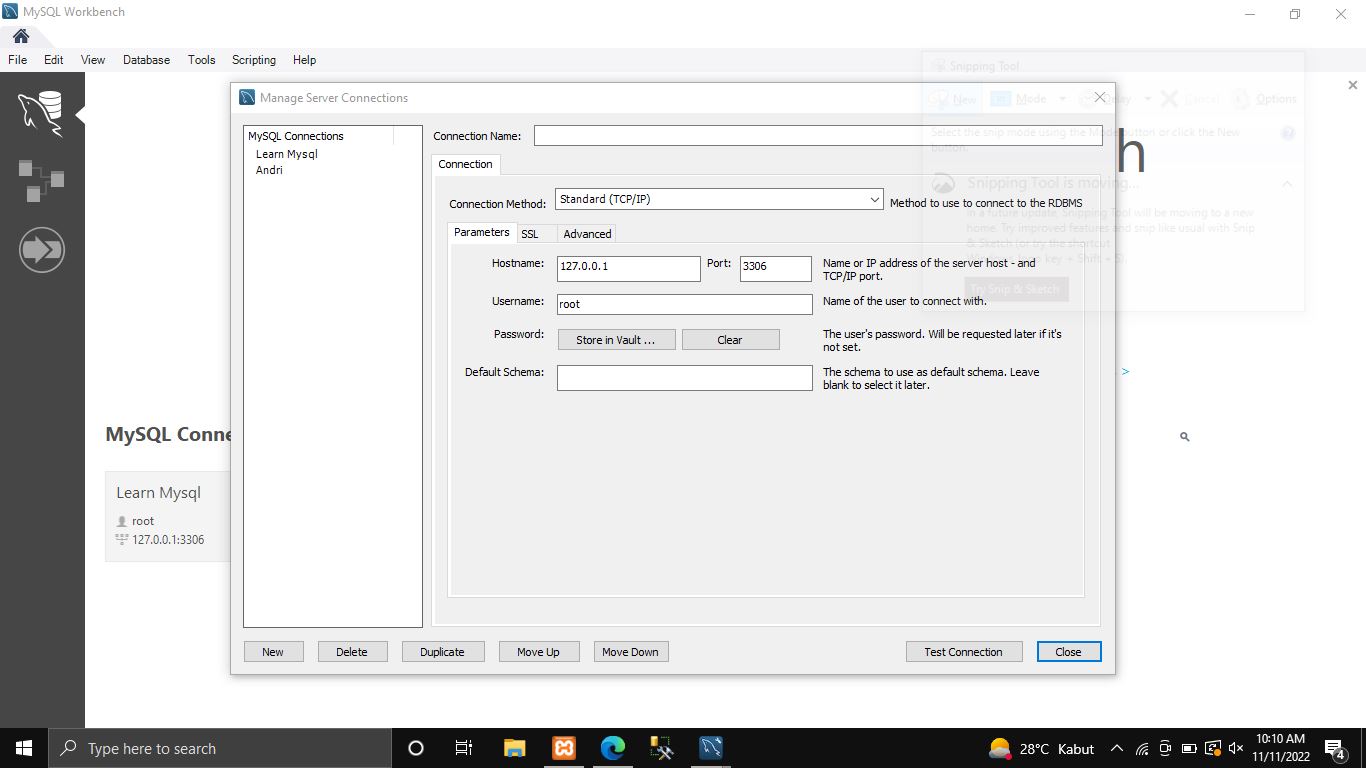 MySQL Workbench
File Edit View Database Tools Scripting Help
Snipping Tool
New Mode Delay Cancel Options
Select the snip mode using the Mode button or click the New
button.
Snipping Tool is moving...
In a future update, Snipping Tool will be moving to a new
home. Try improved features and snip like usual with Snip
& Sketch (or try the shortcut
Windows logo key + Shift + S).
Try Snip & Sketch
h
Manage Server Connections
MySQL Connections
Learn Mysql
Andri
Connection Name:
Connection
Connection Method: Standard (TCP/IP) Method to use to connect to the RDBMS
Parameters SSL Advanced
Hostname: 127.0.0.1 Port: 3306 Name or IP address of the server host - and
TCP/IP port.
Username: root Name of the user to connect with.
Password: Store in Vault ... Clear The user's password. Will be requested later if it's
not set.
Default Schema: The schema to use as default schema. Leave
blank to select it later.
>
MySQL Conne
Learn Mysql
root
127.0.0.1:3306
New Delete Duplicate Move Up Move Down Test Connection Close
Type here to search
28°C Kabut
10:10 AM
11/11/2022
4